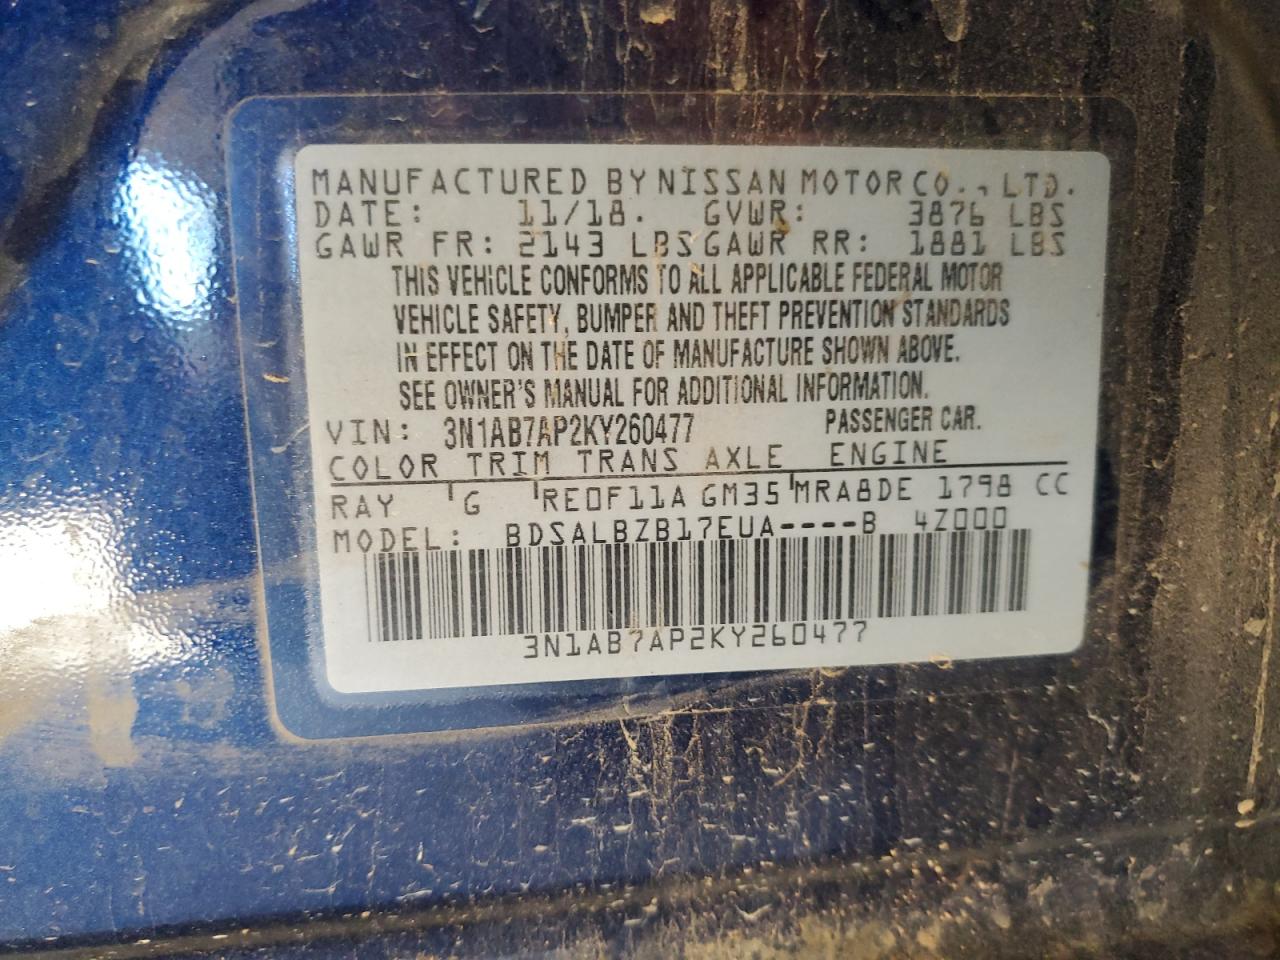 MANUFACTURED BY NISSAN MOTOR CO., LTD.
DATE: 11/18. GVWR: 3876 LBS
GAWR FR: 2143 LBS GAWR RR: 1881 LBS
THIS VEHICLE CONFORMS TO ALL APPLICABLE FEDERAL MOTOR
VEHICLE SAFETY, BUMPER AND THEFT PREVENTION STANDARDS
IN EFFECT ON THE DATE OF MANUFACTURE SHOWN ABOVE.
SEE OWNER'S MANUAL FOR ADDITIONAL INFORMATION.
VIN: 3N1AB7AP2KY260477 PASSENGER CAR.
COLOR TRIM TRANS AXLE ENGINE
RAY G RE0F11A GM35 MRA8DE 1798 CC
MODEL: BDSALBZB17EUA----B 4Z000
3N1AB7AP2KY260477